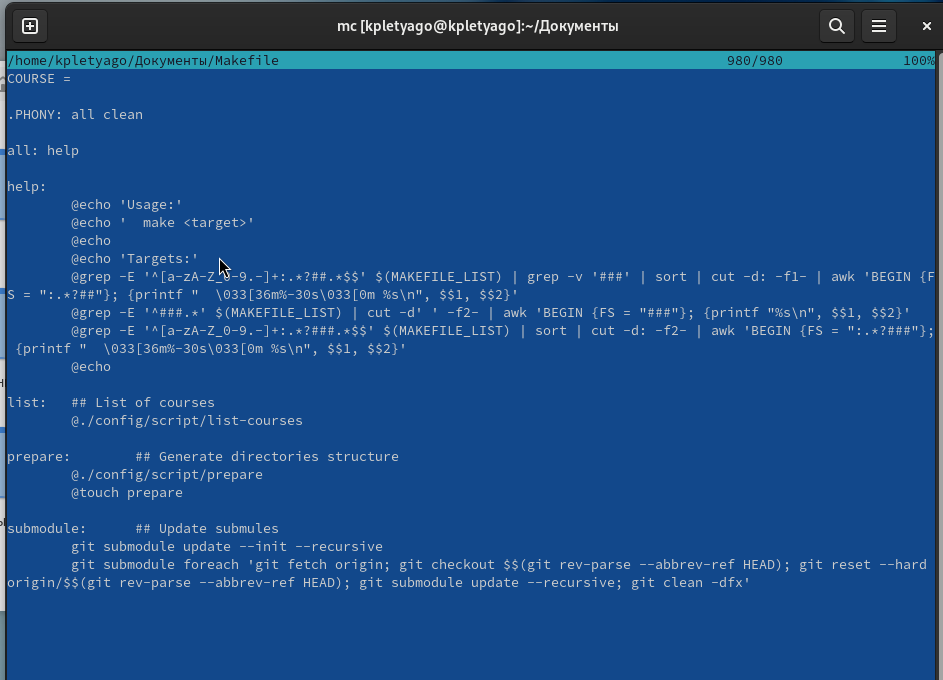 mc [kpletyago@kpletyago]:~/Документы
/home/kpletyago/Документы/Makefile 980/980 100%
COURSE =
.PHONY: all clean
all: help
help:
@echo 'Usage:'
@echo '  make <target>'
@echo
@echo 'Targets:'
@grep -E '^[a-zA-Z_0-9.-]+:.*?##.*$$' $(MAKEFILE_LIST) | grep -v '###' | sort | cut -d: -f1- | awk 'BEGIN {F
S = ":.*?##"}; {printf "  \033[36m%-30s\033[0m %s\n", $$1, $$2}'
@grep -E '^###.*' $(MAKEFILE_LIST) | cut -d' ' -f2- | awk 'BEGIN {FS = "###"}; {printf "%s\n", $$1, $$2}'
@grep -E '^[a-zA-Z_0-9.-]+:.*?###.*$$' $(MAKEFILE_LIST) | sort | cut -d: -f2- | awk 'BEGIN {FS = ":.*?###"};
{printf "  \033[36m%-30s\033[0m %s\n", $$1, $$2}'
@echo
list:   ## List of courses
@./config/script/list-courses
prepare:        ## Generate directories structure
@./config/script/prepare
@touch prepare
submodule:      ## Update submules
git submodule update --init --recursive
git submodule foreach 'git fetch origin; git checkout $$(git rev-parse --abbrev-ref HEAD); git reset --hard
origin/$$(git rev-parse --abbrev-ref HEAD); git submodule update --recursive; git clean -dfx'